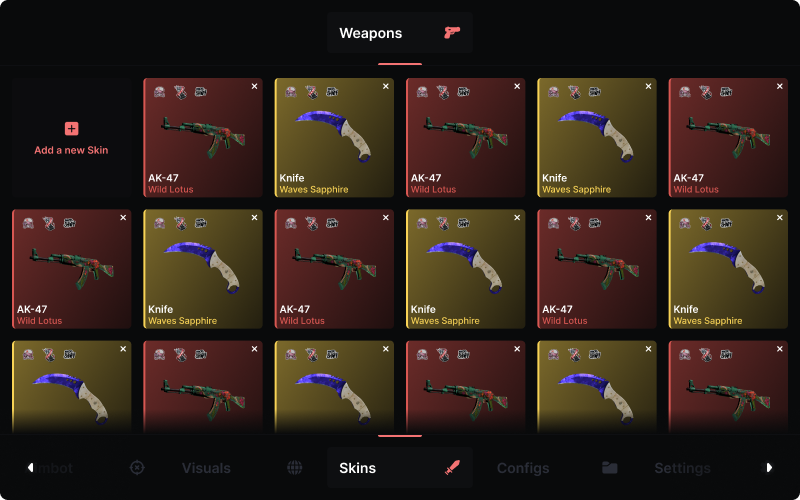 Weapons
Add a new Skin
AK-47
Wild Lotus
Knife
Waves Sapphire
AK-47
Wild Lotus
Knife
Waves Sapphire
AK-47
Wild Lotus
AK-47
Wild Lotus
Knife
Waves Sapphire
AK-47
Wild Lotus
Knife
Waves Sapphire
AK-47
Wild Lotus
Knife
Waves Sapphire
mbot
Visuals
Skins
Configs
Settings